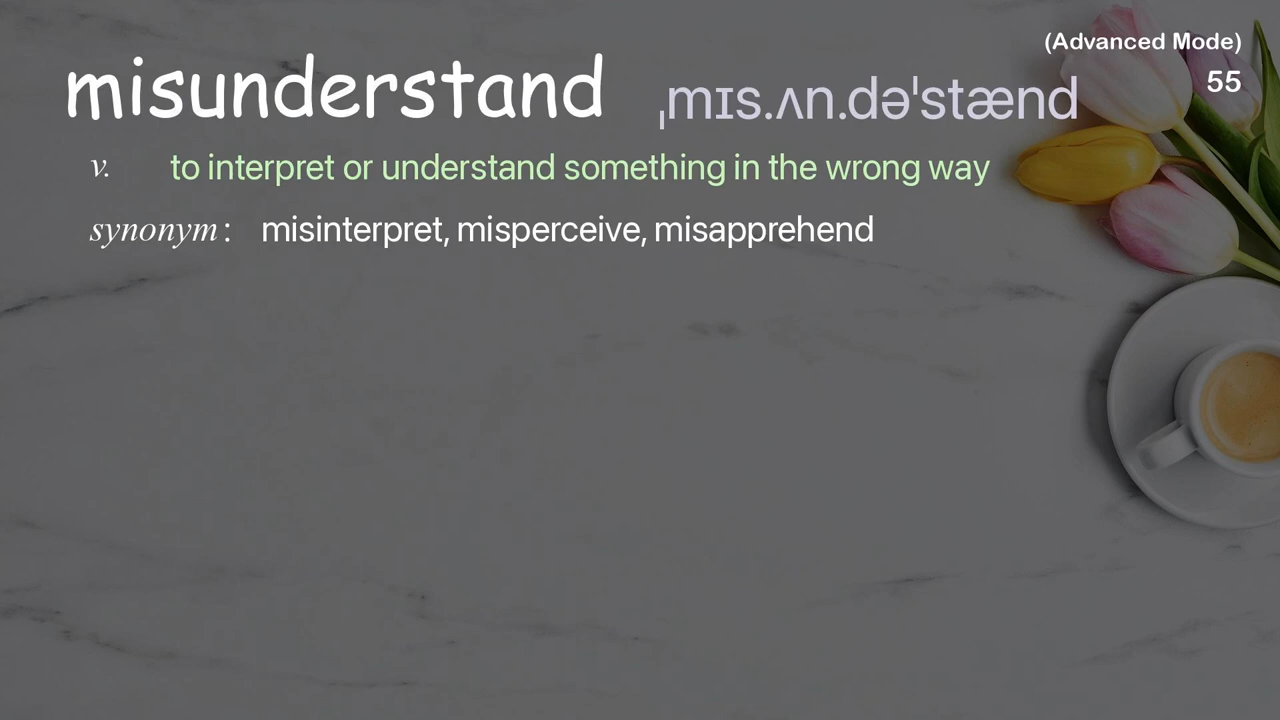 (Advanced Mode)
misunderstand ˌmɪs.ʌn.dəˈstænd 55
v. to interpret or understand something in the wrong way
synonym : misinterpret, misperceive, misapprehend